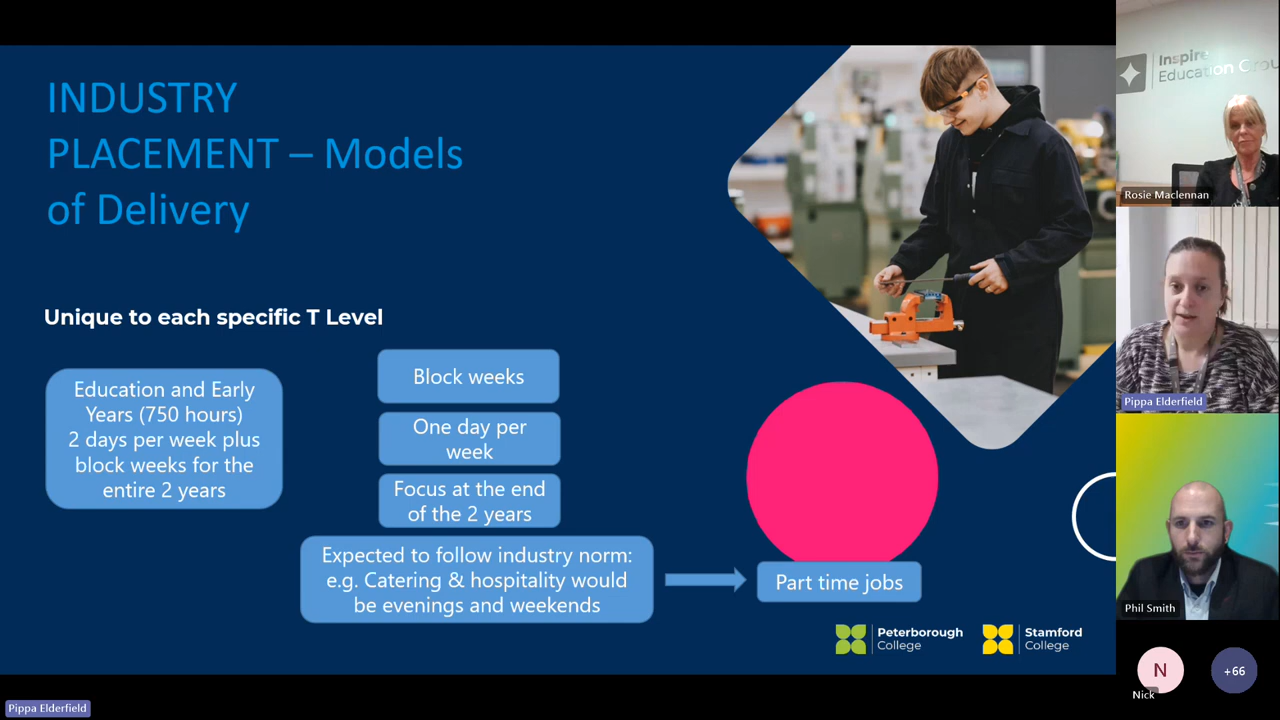 INDUSTRY
PLACEMENT – Models
of Delivery
Unique to each specific T Level
Education and Early
Years (750 hours)
2 days per week plus
block weeks for the
entire 2 years
Block weeks
One day per
week
Focus at the end
of the 2 years
Expected to follow industry norm:
e.g. Catering & hospitality would
be evenings and weekends
Part time jobs
Peterborough
College
Stamford
College
Inspire
Education Grou
Rosie Maclennan
Pippa Elderfield
Phil Smith
N
Nick
+66
Pippa Elderfield